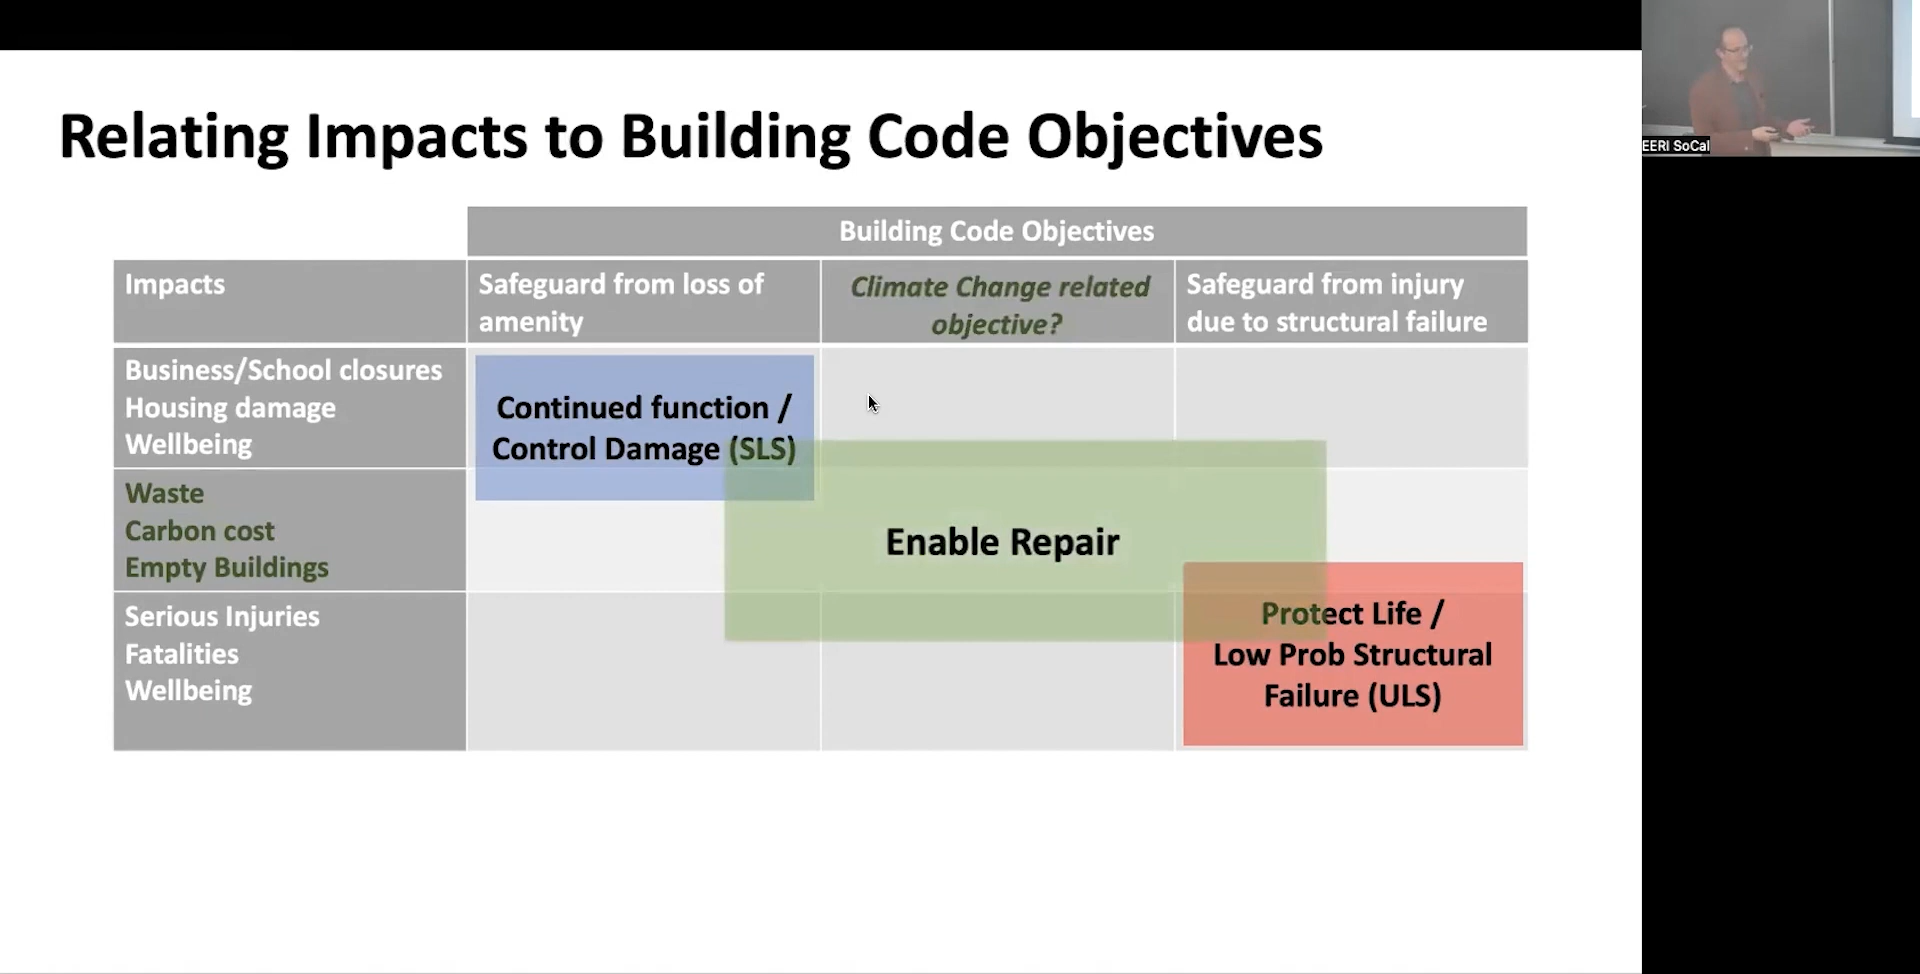 Relating Impacts to Building Code Objectives
EERI SoCal
Building Code Objectives
Impacts
Safeguard from loss of
amenity
Climate Change related
objective?
Safeguard from injury
due to structural failure
Business/School closures
Housing damage
Wellbeing
Continued function /
Control Damage (SLS)
Waste
Carbon cost
Empty Buildings
Enable Repair
Serious Injuries
Fatalities
Wellbeing
Protect Life /
Low Prob Structural
Failure (ULS)